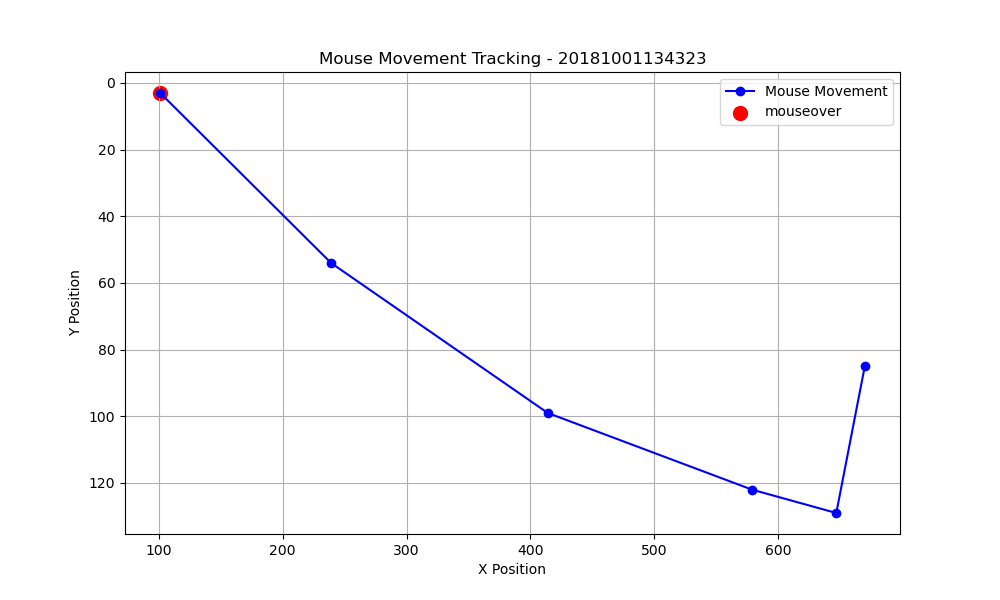 Mouse Movement Tracking - 20181001134323
Mouse Movement
mouseover
0
20
40
60
80
100
120
Y Position
100 200 300 400 500 600
X Position